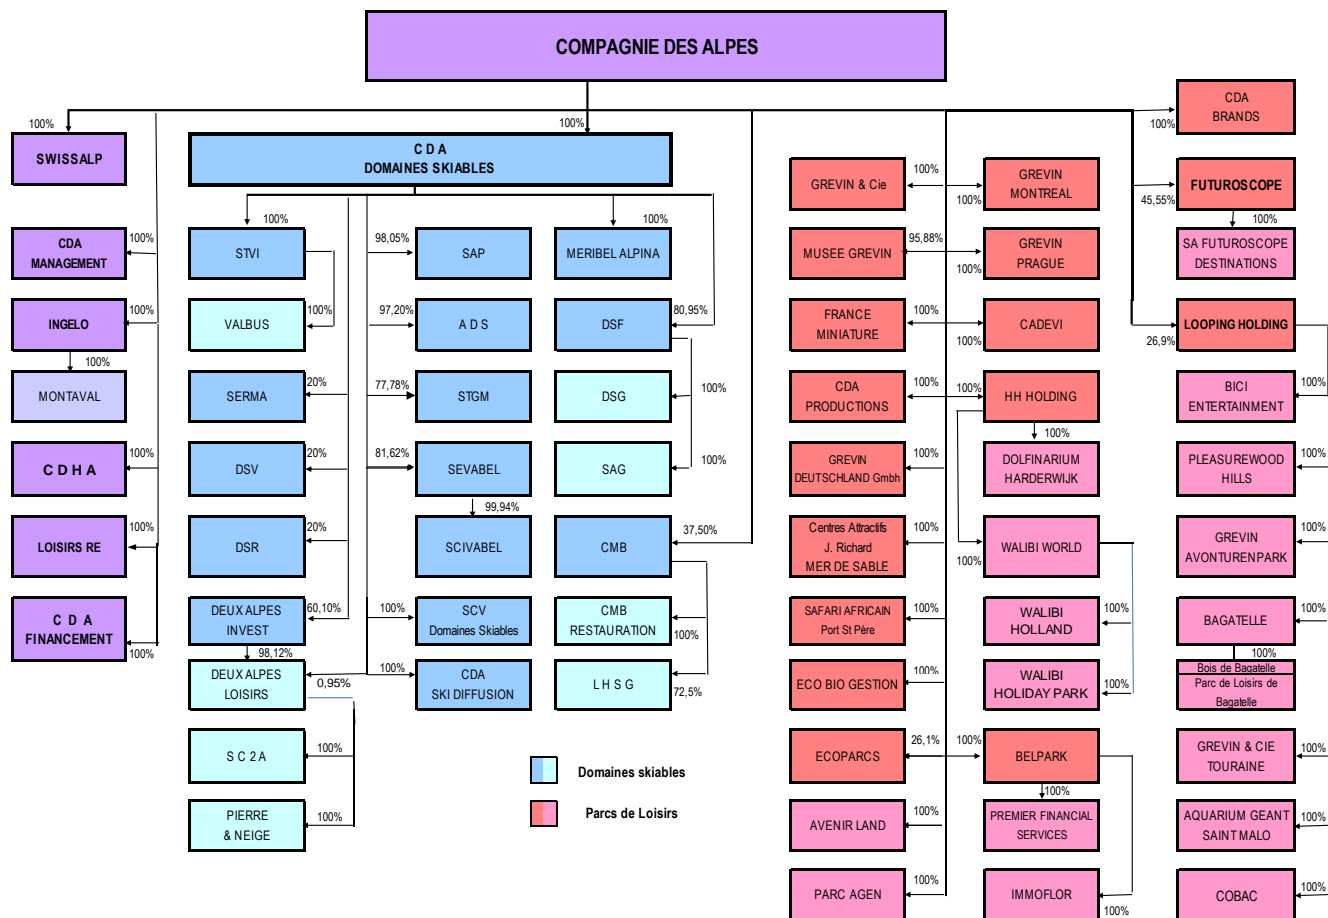 COMPAGNIE DES ALPES
100%
SWISSALP
100%
CDA
MANAGEMENT
100%
INGELO
100%
100%
MONTAVAL
C D H A
100%
LOISIRS RE
100%
C D A
FINANCEMENT
100%
100%
C D A
DOMAINES SKIABLES
100%
STVI
VALBUS
100%
SERMA
20%
DSV
20%
DSR
20%
DEUX ALPES
INVEST
60,10%
98,12%
DEUX ALPES
LOISIRS
0,95%
S C 2 A
100%
PIERRE
& NEIGE
100%
98,05%
SAP
97,20%
A D S
77,78%
STGM
81,62%
SEVABEL
99,94%
SCIVABEL
100%
SCV
Domaines Skiables
100%
CDA
SKI DIFFUSION
100%
MERIBEL ALPINA
DSF
80,95%
DSG
100%
SAG
100%
CMB
37,50%
CMB
RESTAURATION
100%
L H S G
72,5%
Domaines skiables
Parcs de Loisirs
GREVIN & Cie
100%
MUSEE GREVIN
95,88%
FRANCE
MINIATURE
100%
CDA
PRODUCTIONS
100%
GREVIN
DEUTSCHLAND Gmbh
100%
Centres Attractifs
J. Richard
MER DE SABLE
100%
SAFARI AFRICAIN
Port St Père
100%
ECO BIO GESTION
100%
ECOPARCS
26,1%
AVENIR LAND
100%
PARC AGEN
100%
100%
GREVIN
MONTREAL
100%
GREVIN
PRAGUE
100%
CADEVI
100%
HH HOLDING
100%
DOLFINARIUM
HARDERWIJK
100%
WALIBI WORLD
WALIBI
HOLLAND
100%
WALIBI
HOLIDAY PARK
100%
100%
BELPARK
100%
PREMIER FINANCIAL
SERVICES
IMMOFLOR
100%
CDA
BRANDS
100%
FUTUROSCOPE
45,55%
100%
SA FUTUROSCOPE
DESTINATIONS
LOOPING HOLDING
26,9%
BICI
ENTERTAINMENT
100%
PLEASUREWOOD
HILLS
100%
GREVIN
AVONTURENPARK
100%
BAGATELLE
100%
100%
Bois de Bagatelle
Parc de Loisirs de
Bagatelle
GREVIN & CIE
TOURAINE
100%
AQUARIUM GEANT
SAINT MALO
100%
COBAC
100%